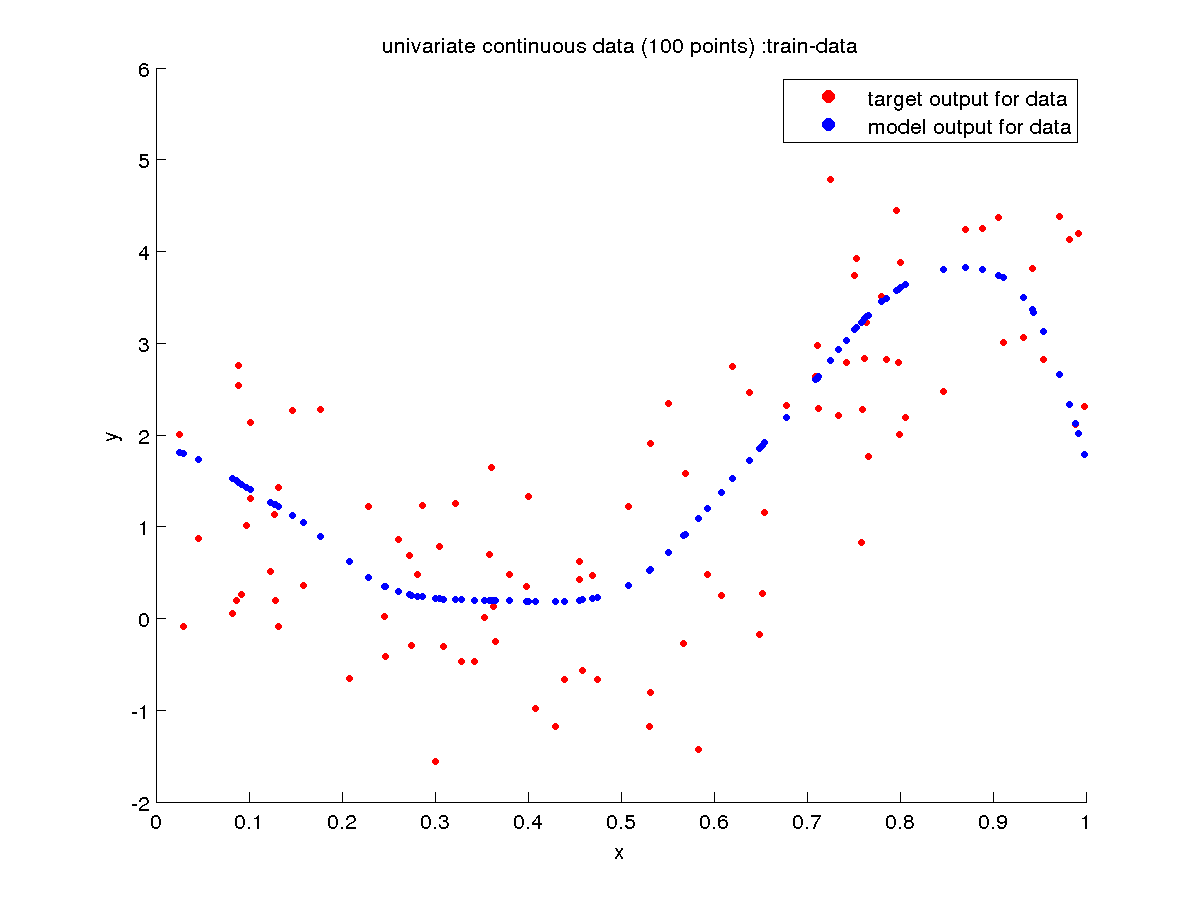 univariate continuous data (100 points) :train-data
target output for data
model output for data
6
5
4
3
2
1
0
-1
-2
y
0 0.1 0.2 0.3 0.4 0.5 0.6 0.7 0.8 0.9 1
x